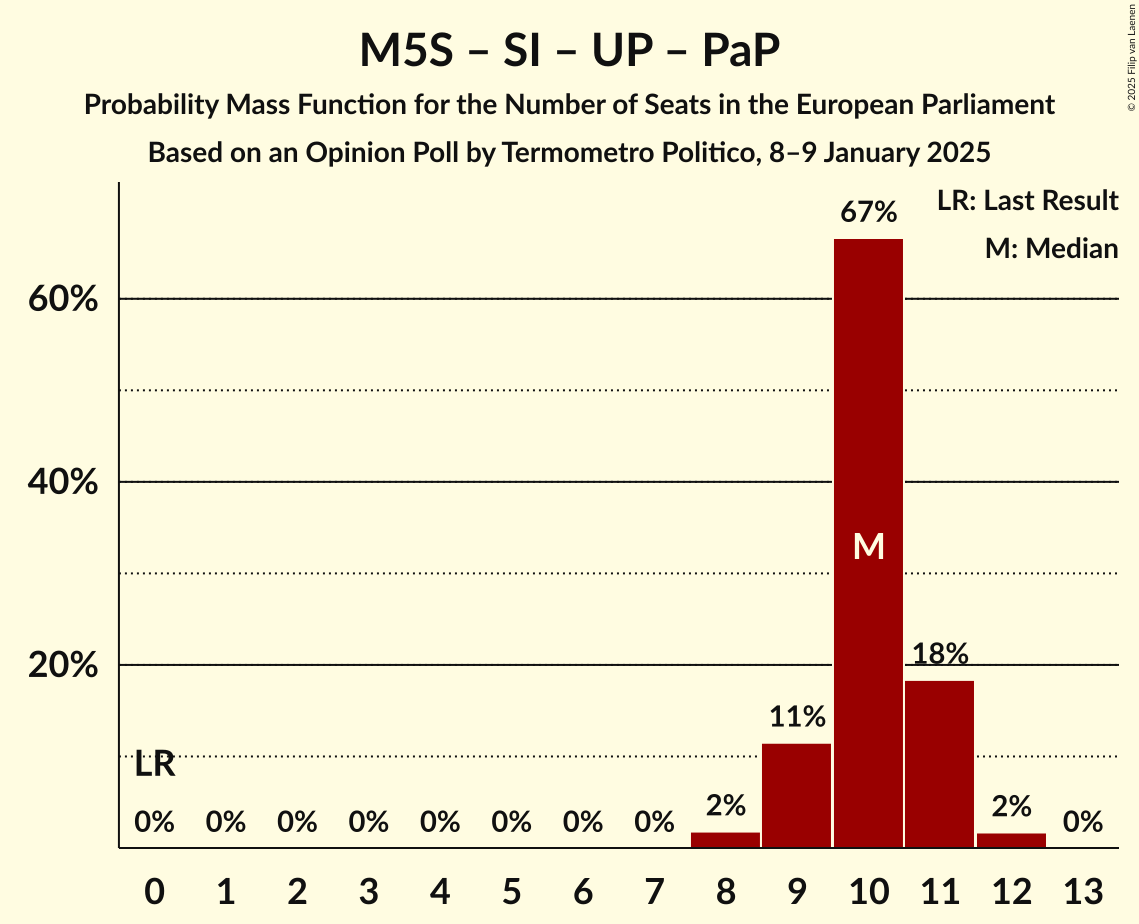 M5S – SI – UP – PaP
Probability Mass Function for the Number of Seats in the European Parliament
Based on an Opinion Poll by Termometro Politico, 8–9 January 2025
© 2025 Filip van Laenen
LR: Last Result
M: Median
60%
40%
20%
67%
M
18%
11%
LR
0% 0% 0% 0% 0% 0% 0% 0% 2% 2% 0%
0 1 2 3 4 5 6 7 8 9 10 11 12 13